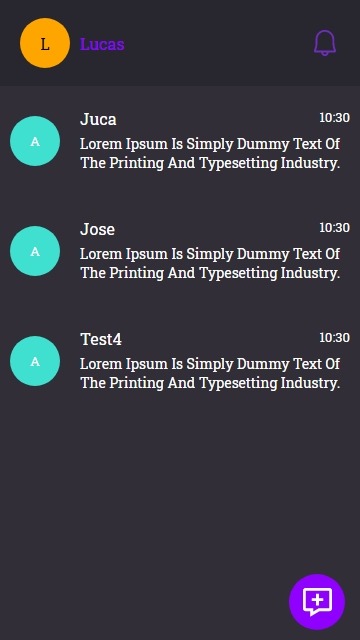 L
Lucas
A
Juca
10:30
Lorem Ipsum Is Simply Dummy Text Of
The Printing And Typesetting Industry.
A
Jose
10:30
Lorem Ipsum Is Simply Dummy Text Of
The Printing And Typesetting Industry.
A
Test4
10:30
Lorem Ipsum Is Simply Dummy Text Of
The Printing And Typesetting Industry.